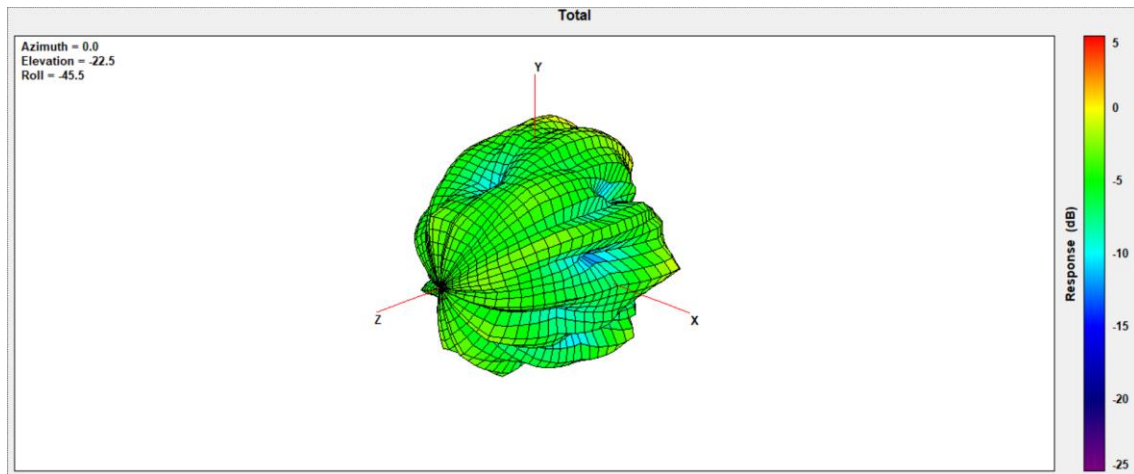 Total
Azimuth = 0.0
Elevation = -22.5
Roll = -45.5
Y
Z
X
5
0
-5
-10
-15
-20
-25
Response (dB)